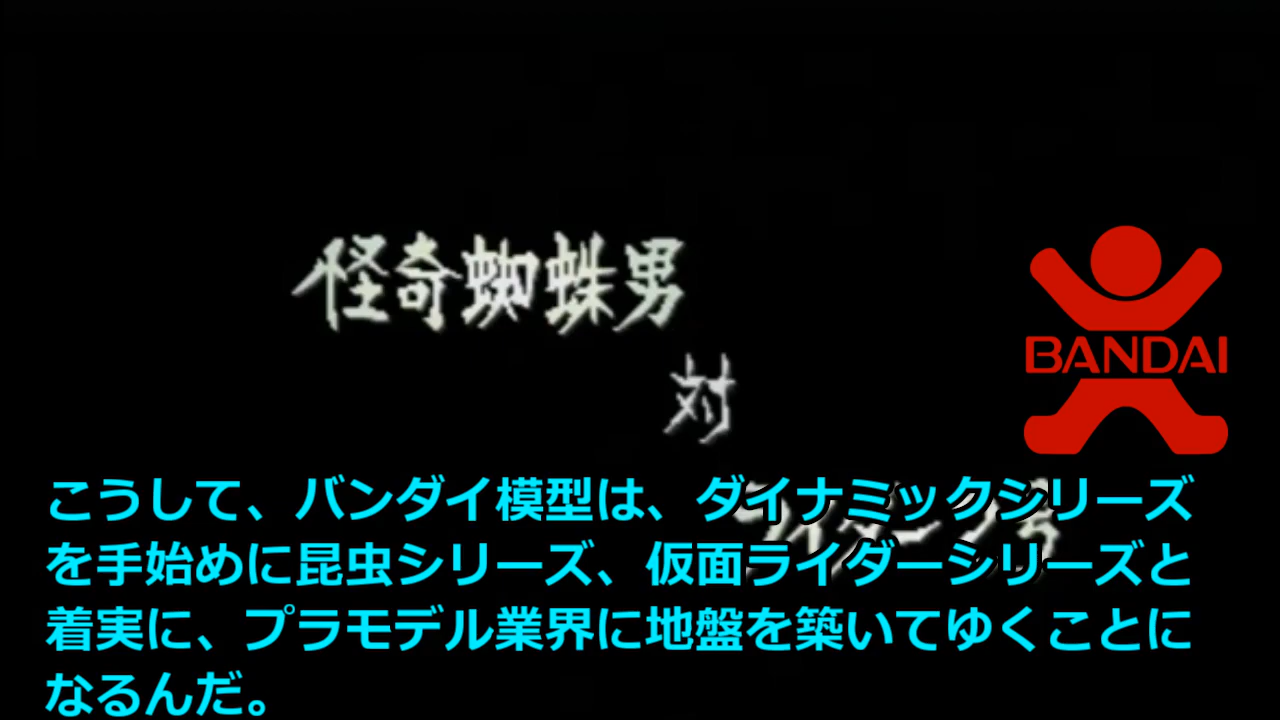 怪奇蜘蛛男
対
BANDAI
こうして、バンダイ模型は、ダイナミックシリーズ
を手始めに昆虫シリーズ、仮面ライダーシリーズと
着実に、プラモデル業界に地盤を築いてゆくことに
なるんだ。